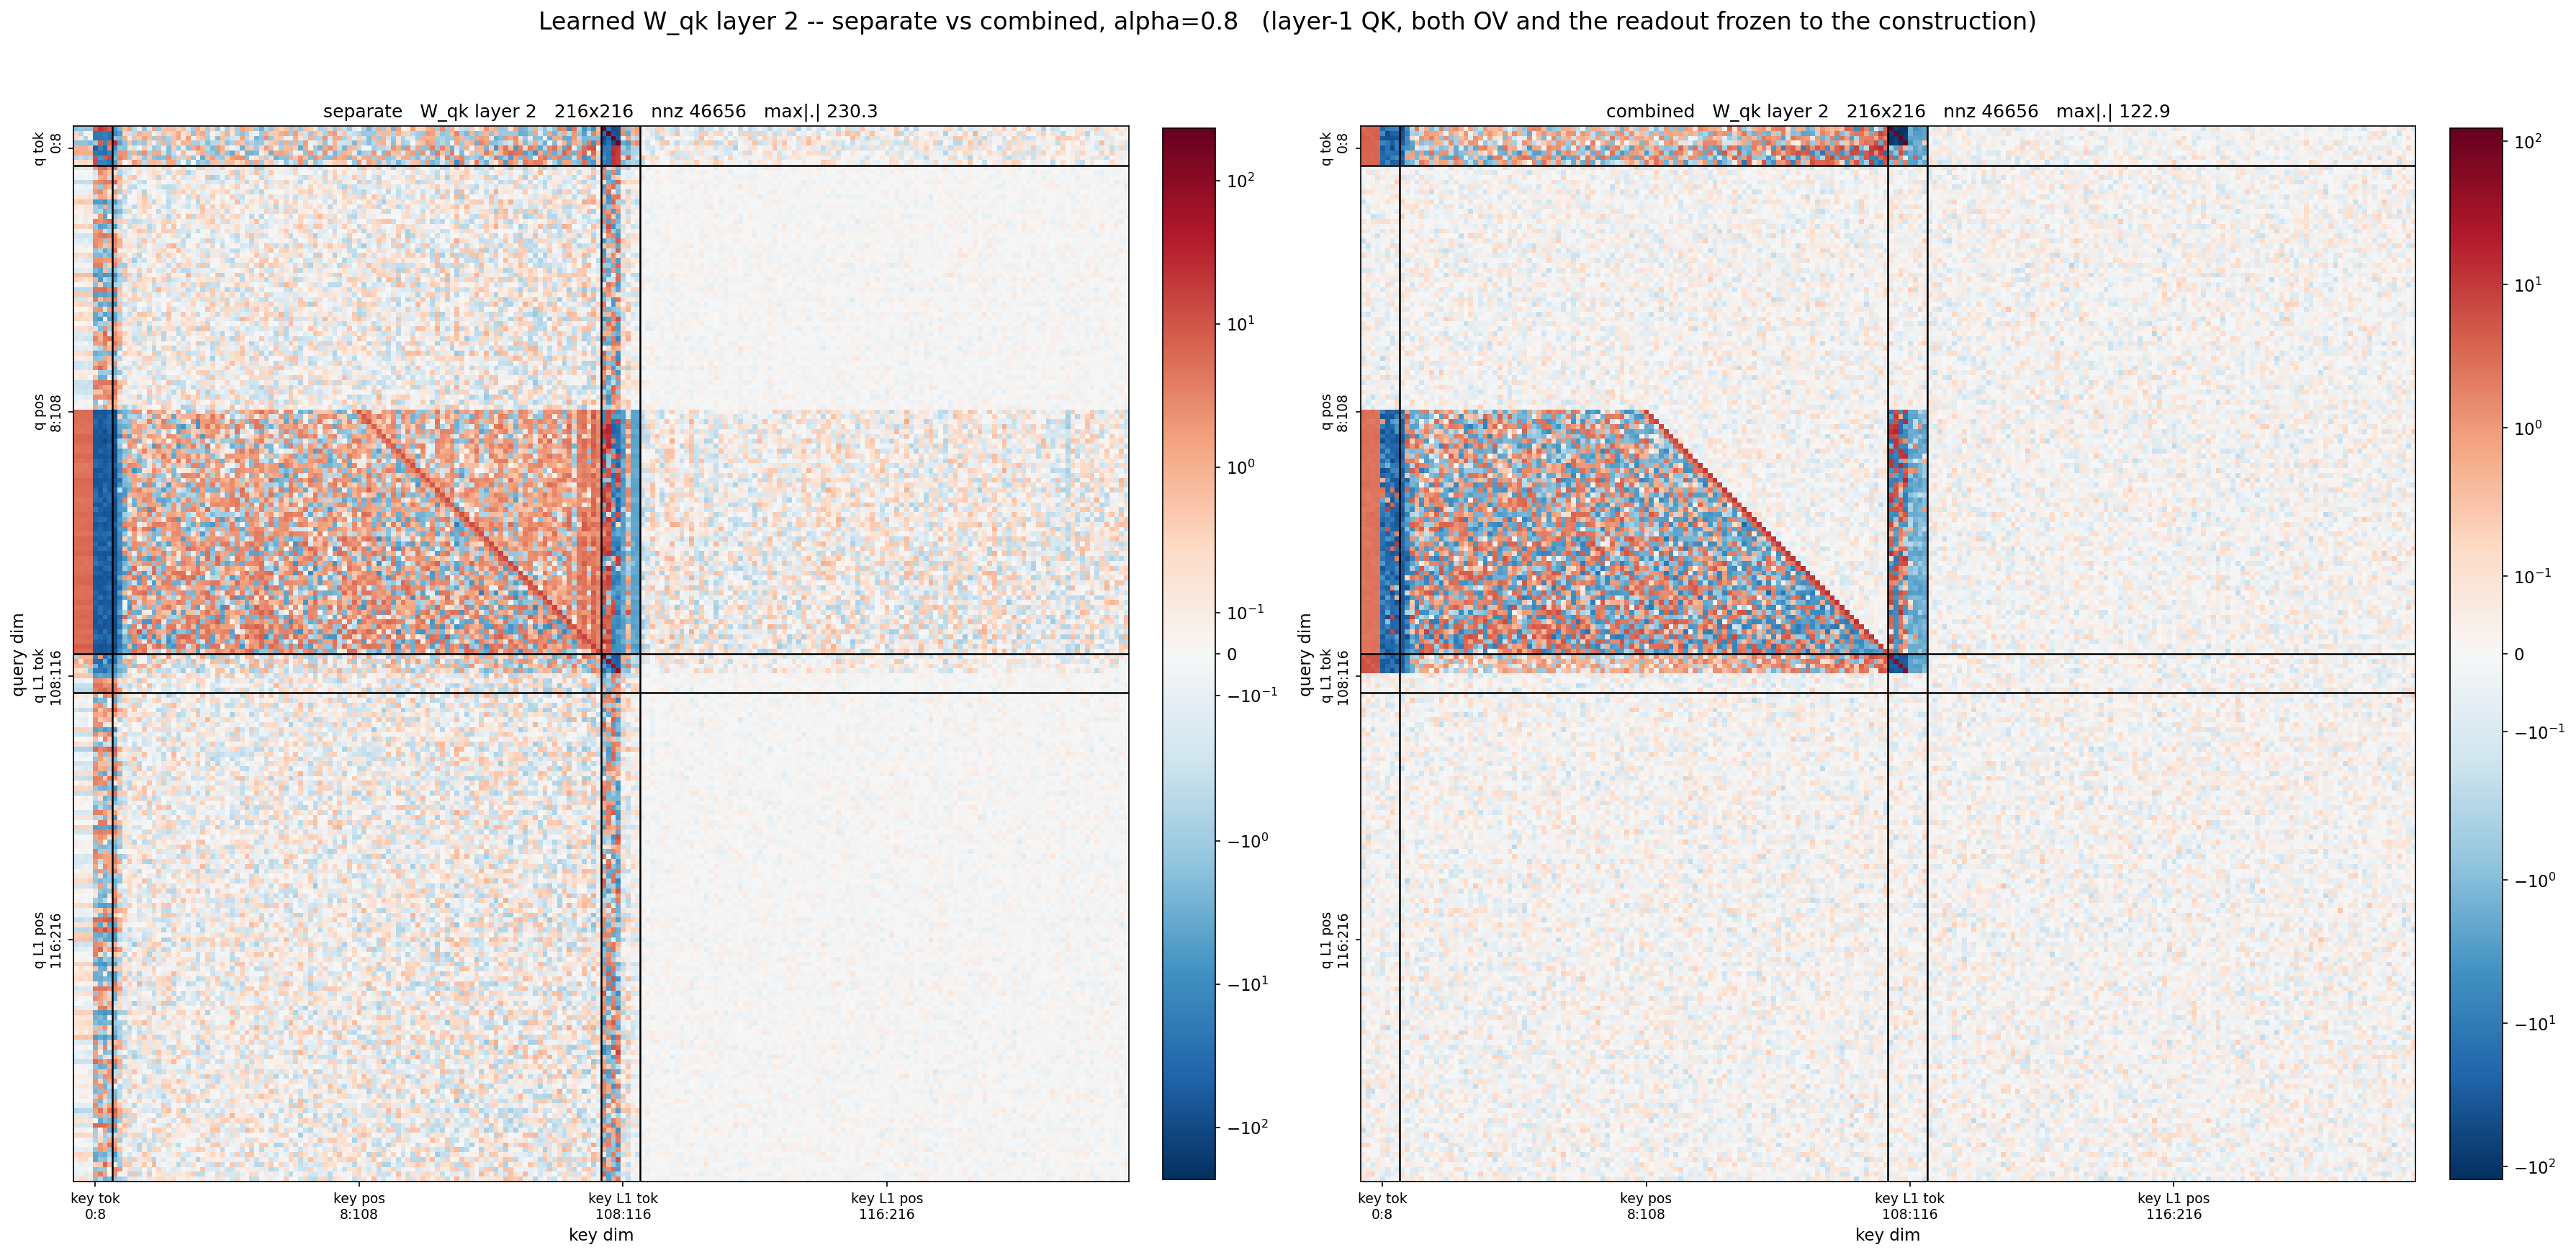 Learned W_qk layer 2 -- separate vs combined, alpha=0.8 (layer-1 QK, both OV and the readout frozen to the construction)
separate W_qk layer 2 216x216 nnz 46656 max|.| 230.3
q tok
0:8
q pos
8:108
q L1 tok
108:116
q L1 pos
116:216
query dim
key tok
0:8
key pos
8:108
key L1 tok
108:116
key L1 pos
116:216
key dim
10²
10¹
10⁰
10⁻¹
0
−10⁻¹
−10⁰
−10¹
−10²
combined W_qk layer 2 216x216 nnz 46656 max|.| 122.9
q tok
0:8
q pos
8:108
q L1 tok
108:116
q L1 pos
116:216
query dim
key tok
0:8
key pos
8:108
key L1 tok
108:116
key L1 pos
116:216
key dim
10²
10¹
10⁰
10⁻¹
0
−10⁻¹
−10⁰
−10¹
−10²